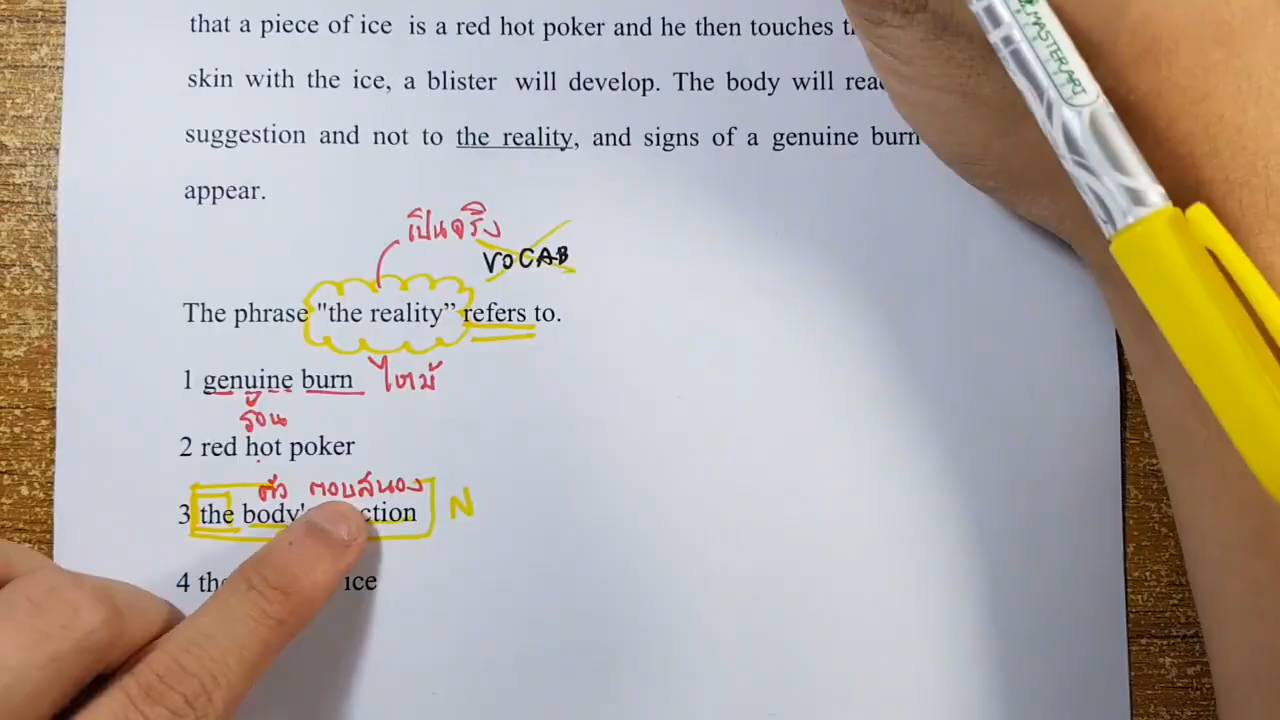 that a piece of ice is a red hot poker and he then touches
skin with the ice, a blister will develop. The body will
suggestion and not to the reality, and signs of a genuine burn
appear.
เป็นจริง
VOCAB
The phrase "the reality” refers to.
1 genuine burn ไหม้
ร้อน
2 red hot poker
ตัว ตอบสนอง
3 the body's N
4 ice
MASTERART